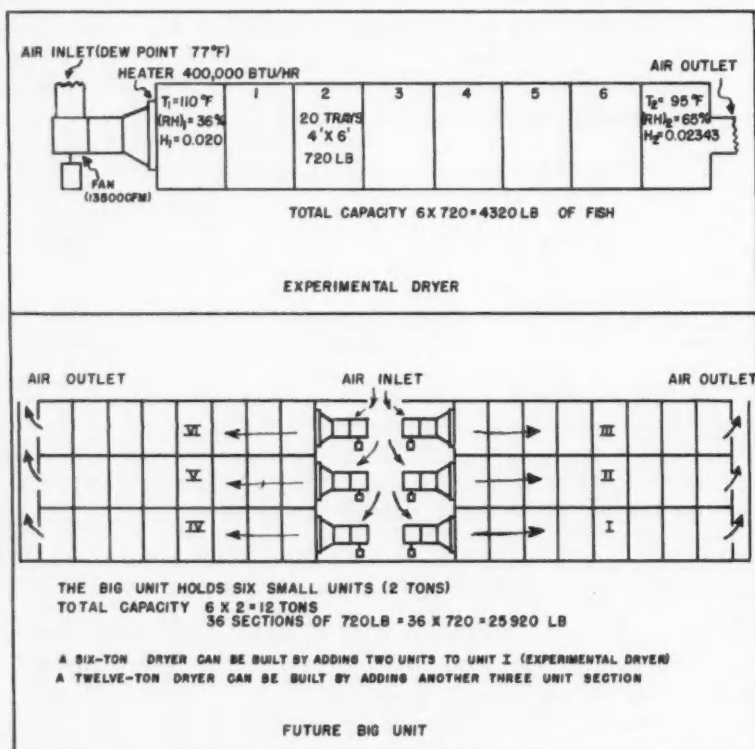 AIR INLET(DEW POINT 77°F)
HEATER 400,000 BTU/HR
AIR OUTLET
1
2
3
4
5
6
T₁=110°F
(RH)₁=36%
H₁=0.020
20 TRAYS
4'X 6'
720 LB
T₂= 95°F
(RH)₂=65%
H₂=0.02343
FAN
(13500CFM)
TOTAL CAPACITY 6 X 720=4320 LB OF FISH
EXPERIMENTAL DRYER
AIR OUTLET
AIR INLET
AIR OUTLET
VI
III
V
II
IV
I
THE BIG UNIT HOLDS SIX SMALL UNITS (2 TONS)
TOTAL CAPACITY 6 X 2=12 TONS
36 SECTIONS OF 720LB = 36 X 720 = 25920 LB
A SIX-TON DRYER CAN BE BUILT BY ADDING TWO UNITS TO UNIT I (EXPERIMENTAL DRYER)
A TWELVE-TON DRYER CAN BE BUILT BY ADDING ANOTHER THREE UNIT SECTION
FUTURE BIG UNIT